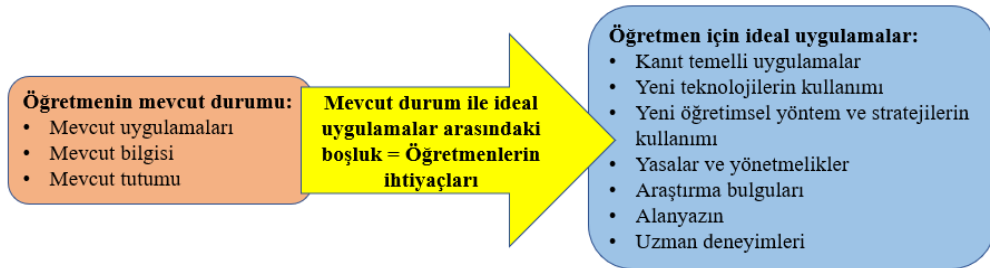 Öğretmenin mevcut durumu:
• Mevcut uygulamaları
• Mevcut bilgisi
• Mevcut tutumu
Mevcut durum ile ideal
uygulamalar arasındaki
boşluk = Öğretmenlerin
ihtiyaçları
Öğretmen için ideal uygulamalar:
• Kanıt temelli uygulamalar
• Yeni teknolojilerin kullanımı
• Yeni öğretimsel yöntem ve stratejilerin
kullanımı
• Yasalar ve yönetmelikler
• Araştırma bulguları
• Alanyazın
• Uzman deneyimleri